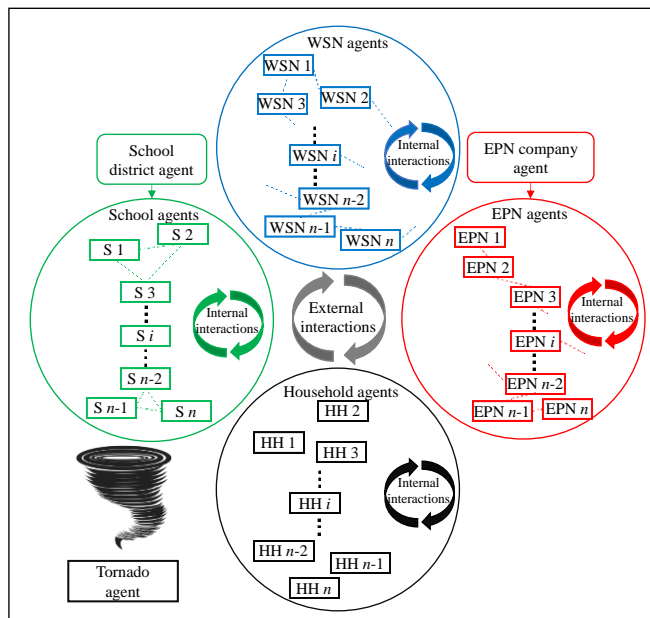 WSN agents
WSN 1
WSN 2
WSN 3
WSN i
WSN n-2
WSN n-1
WSN n
Internal
interactions
School
district agent
School agents
S 2
S 1
S 3
S i
S n-2
S n-1
S n
Internal
interactions
External
interactions
EPN company
agent
EPN agents
EPN 1
EPN 2
EPN 3
EPN i
EPN n-2
EPN n-1
EPN n
Internal
interactions
Household agents
HH 2
HH 1
HH 3
HH i
HH n-2
HH n-1
HH n
Internal
interactions
Tornado
agent